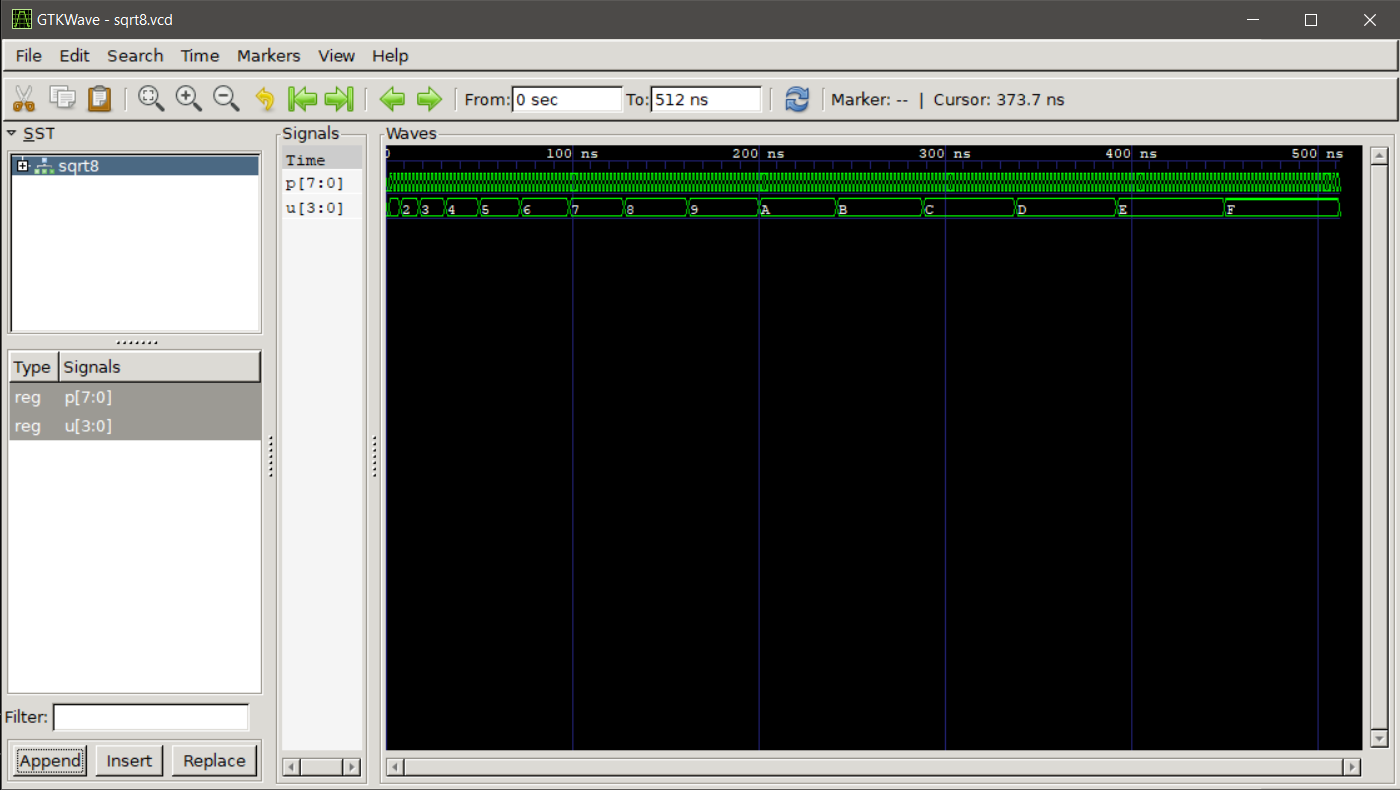 GTKWave - sqrt8.vcd
File Edit Search Time Markers View Help
From: 0 sec To: 512 ns Marker: -- | Cursor: 373.7 ns
SST
sqrt8
Type Signals
reg p[7:0]
reg u[3:0]
Filter:
Append Insert Replace
Signals
Time
p[7:0]
u[3:0]
Waves
0 100 ns 200 ns 300 ns 400 ns 500 ns
2 3 4 5 6 7 8 9 A B C D E F